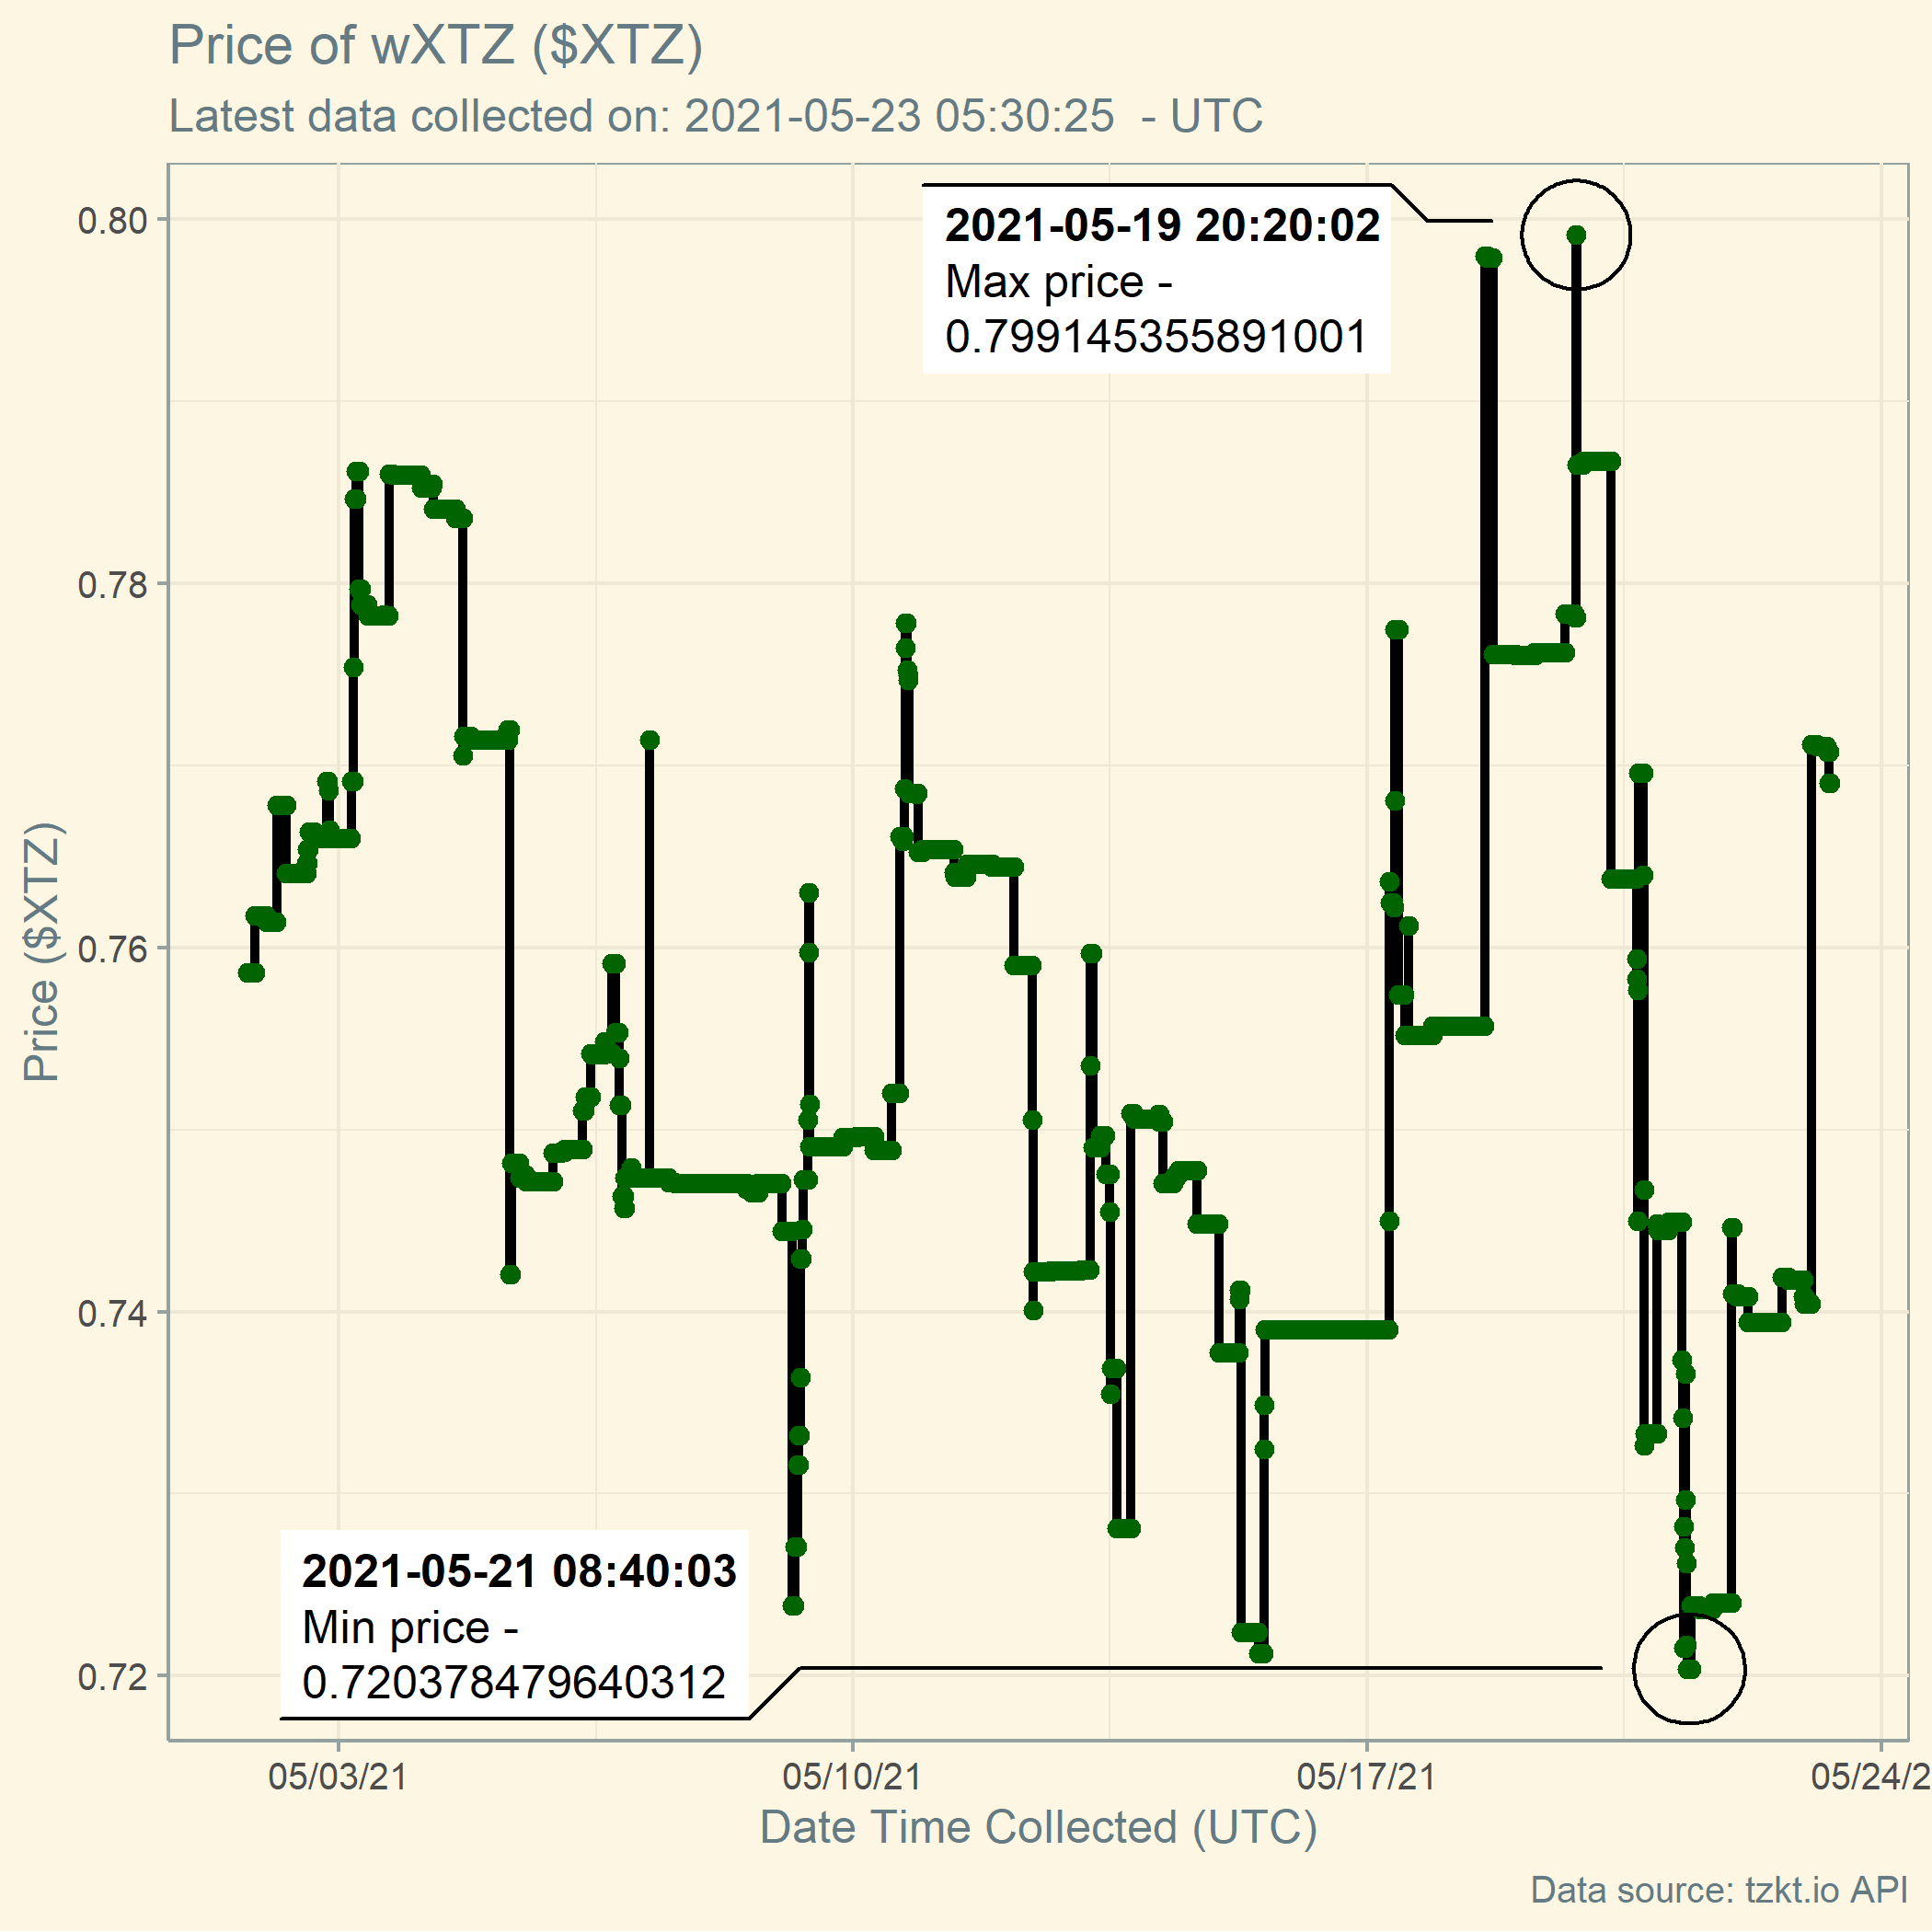 Price of wXTZ ($XTZ)
Latest data collected on: 2021-05-23 05:30:25  - UTC
0.80
2021-05-19 20:20:02
Max price -
0.799145355891001
0.78
0.76
Price ($XTZ)
0.74
2021-05-21 08:40:03
Min price -
0.720378479640312
0.72
05/03/21 05/10/21 05/17/21 05/24/2
Date Time Collected (UTC)
Data source: tzkt.io API